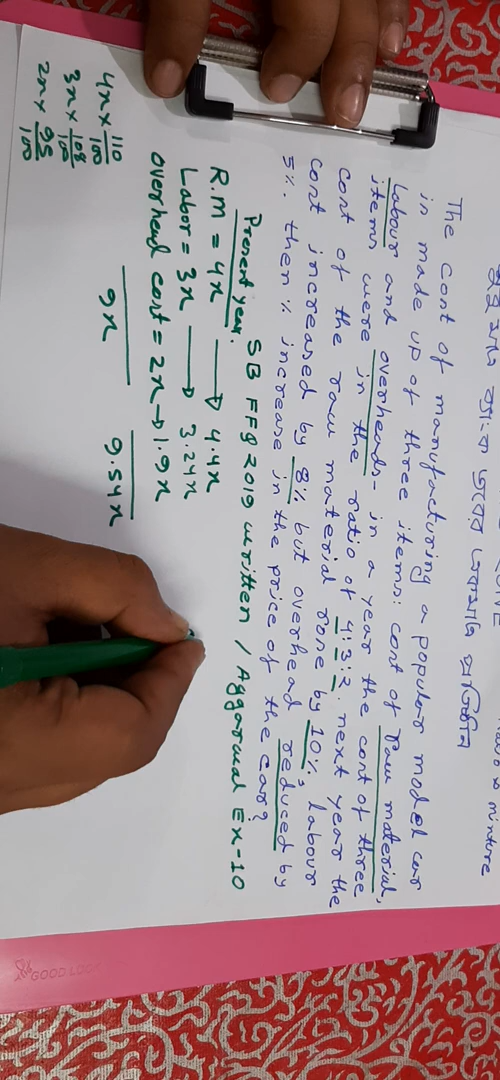 The cost of manufacturing a popular model car
in made up of three items: cost of raw material,
labour and overheads- in a year the cost of three
items were in the ratio of 4:3:2. next year the
cost of the raw material rose by 10%, labour
cost increased by 8% but overhead reduced by
5%. then % increase in the price of the car?
SB FFG 2019 written / Aggarwal Ex-10
Present year.
R.M = 4x → 4.4x
Labor = 3x → 3.24x
overhead cost = 2x → 1.9x
9x 9.54x
4x × 110/100
3x × 108/100
2x × 95/100
GOOD LUCK